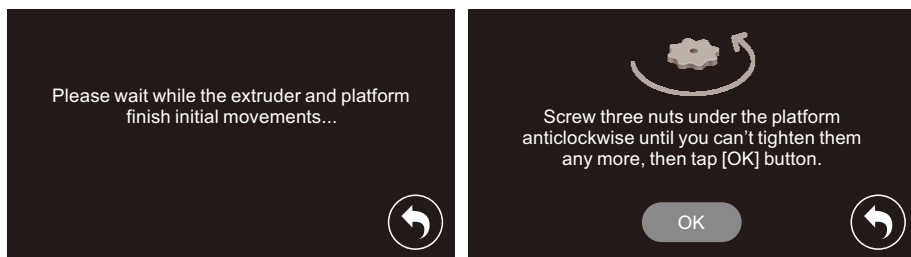 Please wait while the extruder and platform
finish initial movements...
Screw three nuts under the platform
anticlockwise until you can't tighten them
any more, then tap [OK] button.
OK